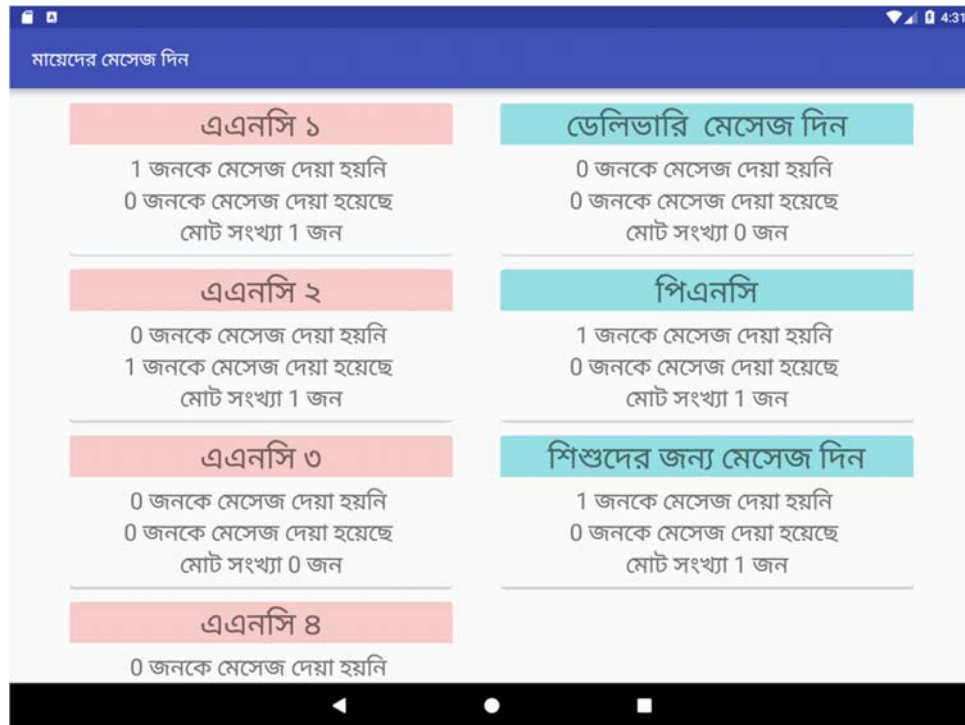 4:31
মায়েদের মেসেজ দিন
এএনসি ১
1 জনকে মেসেজ দেয়া হয়নি
0 জনকে মেসেজ দেয়া হয়েছে
মোট সংখ্যা 1 জন
এএনসি ২
0 জনকে মেসেজ দেয়া হয়নি
1 জনকে মেসেজ দেয়া হয়েছে
মোট সংখ্যা 1 জন
এএনসি ৩
0 জনকে মেসেজ দেয়া হয়নি
0 জনকে মেসেজ দেয়া হয়েছে
মোট সংখ্যা 0 জন
এএনসি ৪
0 জনকে মেসেজ দেয়া হয়নি
ডেলিভারি মেসেজ দিন
0 জনকে মেসেজ দেয়া হয়নি
0 জনকে মেসেজ দেয়া হয়েছে
মোট সংখ্যা 0 জন
পিএনসি
1 জনকে মেসেজ দেয়া হয়নি
0 জনকে মেসেজ দেয়া হয়েছে
মোট সংখ্যা 1 জন
শিশুদের জন্য মেসেজ দিন
1 জনকে মেসেজ দেয়া হয়নি
0 জনকে মেসেজ দেয়া হয়েছে
মোট সংখ্যা 1 জন